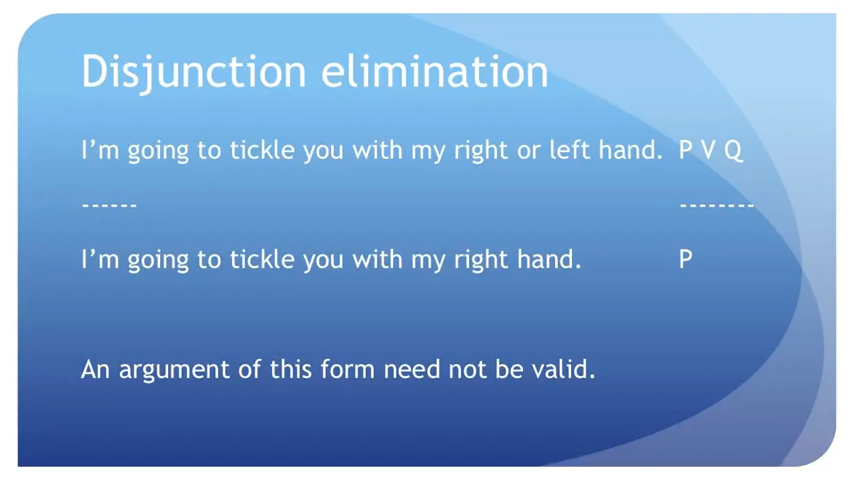 Disjunction elimination
I'm going to tickle you with my right or left hand. P V Q
------ --------
I'm going to tickle you with my right hand. P
An argument of this form need not be valid.